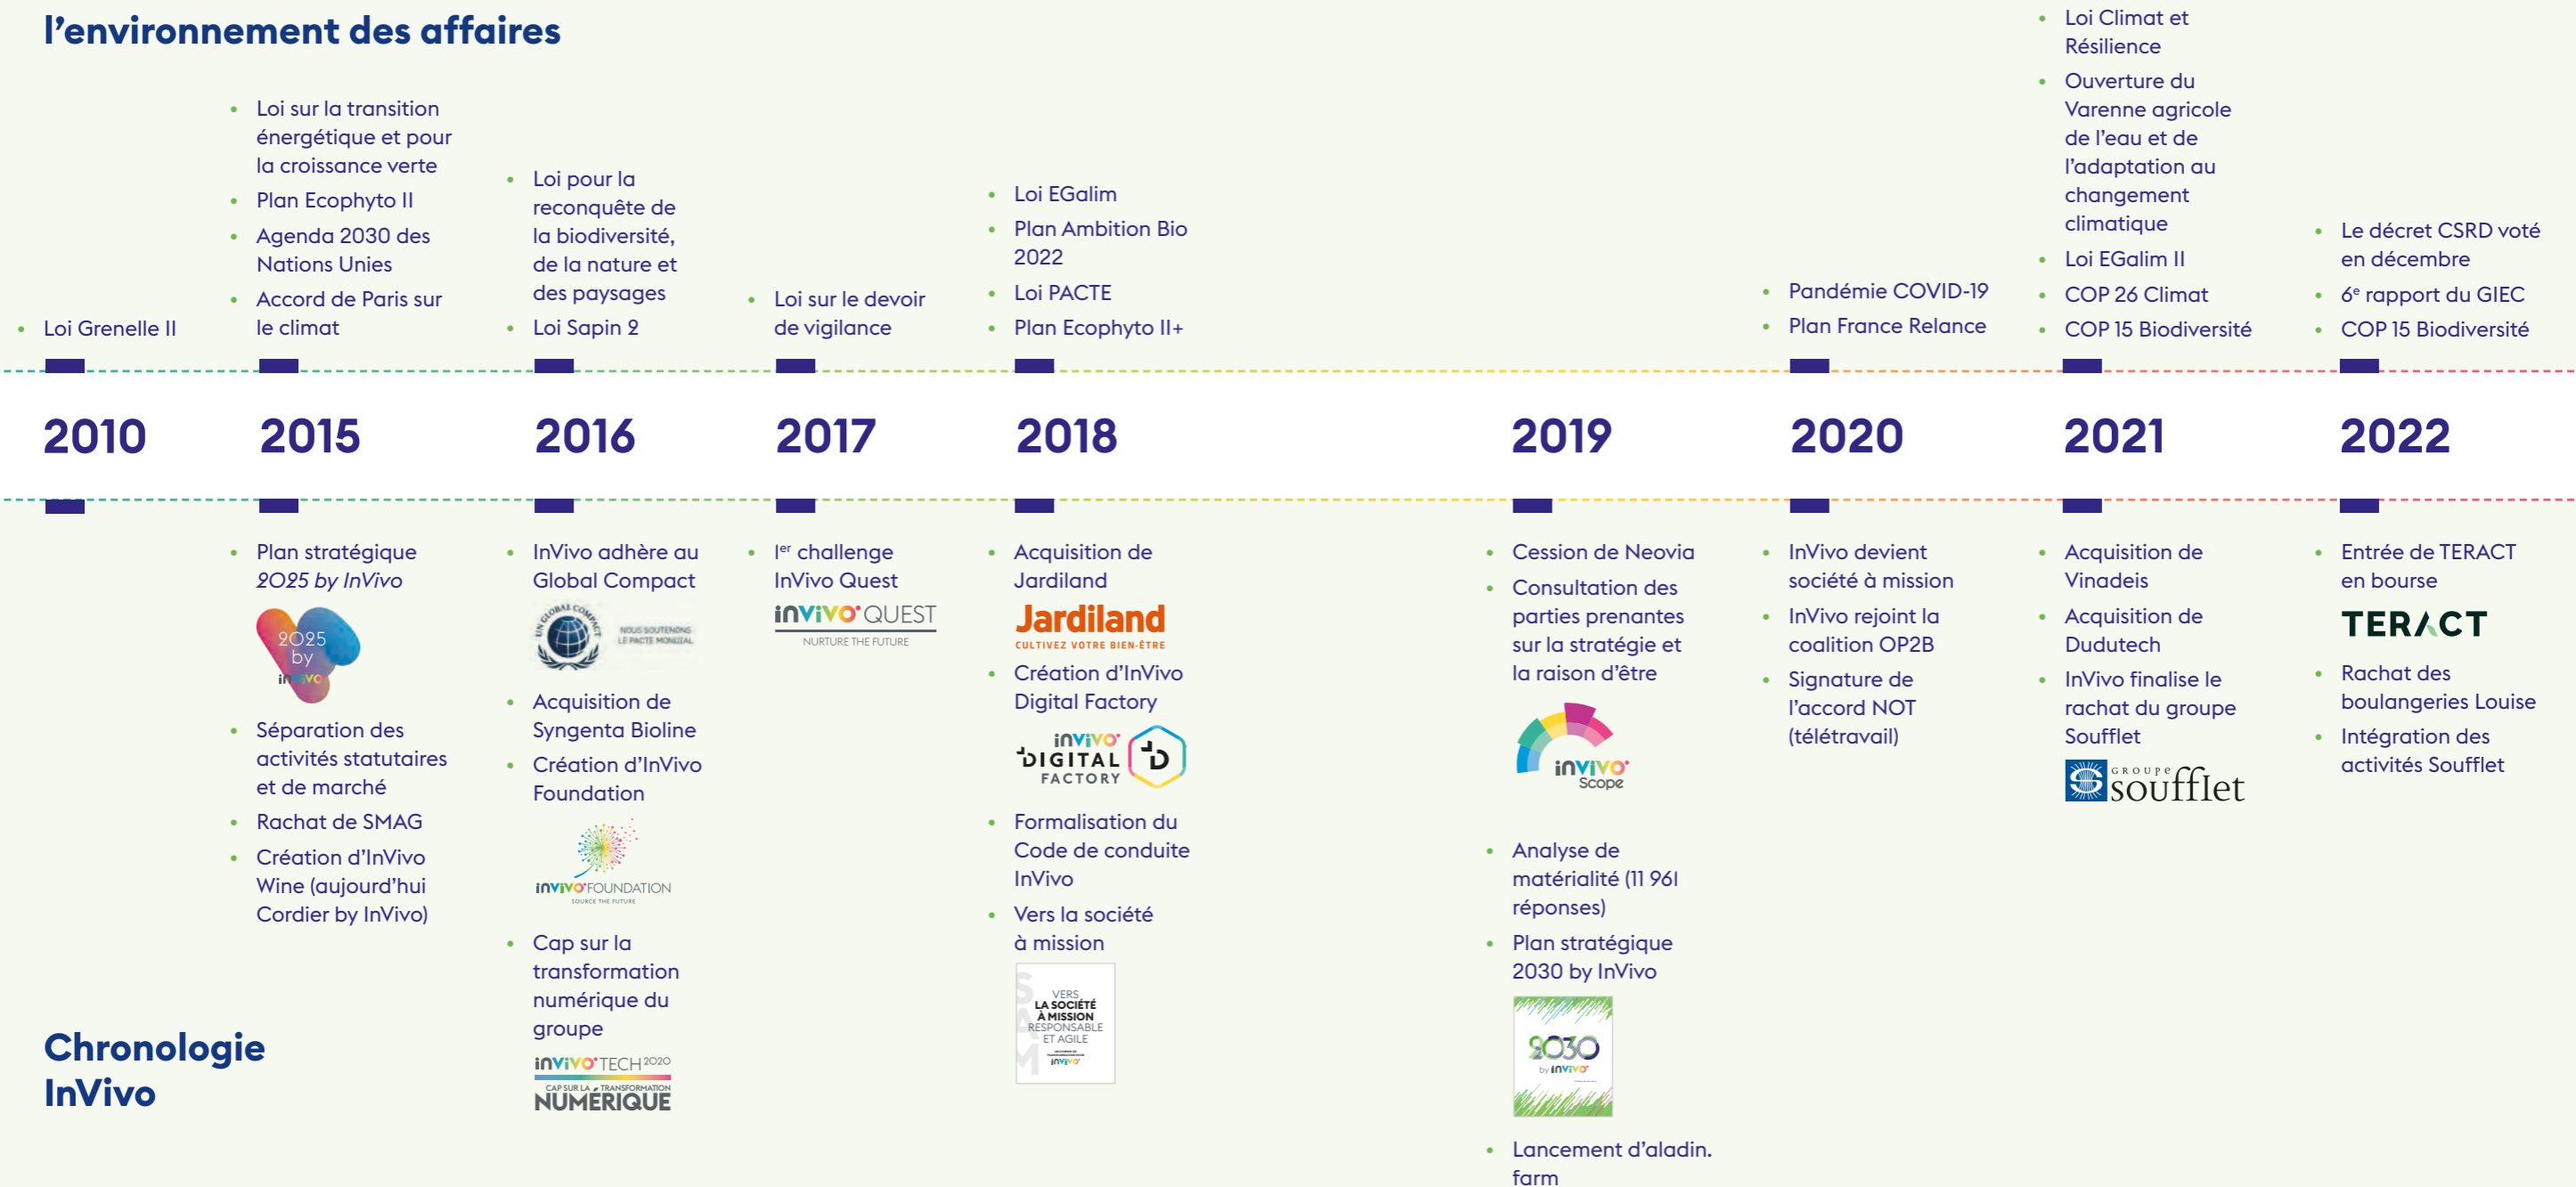 l'environnement des affaires
• Loi Grenelle II
• Loi sur la transition
énergétique et pour
la croissance verte
• Plan Ecophyto II
• Agenda 2030 des
Nations Unies
• Accord de Paris sur
le climat
• Loi pour la
reconquête de
la biodiversité,
de la nature et
des paysages
• Loi Sapin 2
• Loi sur le devoir
de vigilance
• Loi EGalim
• Plan Ambition Bio
2022
• Loi PACTE
• Plan Ecophyto II+
• Pandémie COVID-19
• Plan France Relance
• Loi Climat et
Résilience
• Ouverture du
Varenne agricole
de l'eau et de
l'adaptation au
changement
climatique
• Loi EGalim II
• COP 26 Climat
• COP 15 Biodiversité
• Le décret CSRD voté
en décembre
• 6e rapport du GIEC
• COP 15 Biodiversité
2010
2015
2016
2017
2018
2019
2020
2021
2022
• Plan stratégique
2025 by InVivo
2025
by
invivo
• Séparation des
activités statutaires
et de marché
• Rachat de SMAG
• Création d'InVivo
Wine (aujourd'hui
Cordier by InVivo)
• InVivo adhère au
Global Compact
UN GLOBAL COMPACT
NOUS SOUTENONS
LE PACTE MONDIAL
• Acquisition de
Syngenta Bioline
• Création d'InVivo
Foundation
invivo FOUNDATION
SOURCE THE FUTURE
• Cap sur la
transformation
numérique du
groupe
invivo TECH 2020
CAP SUR LA TRANSFORMATION
NUMÉRIQUE
• 1er challenge
InVivo Quest
invivo QUEST
NURTURE THE FUTURE
• Acquisition de
Jardiland
Jardiland
CULTIVEZ VOTRE BIEN-ÊTRE
• Création d'InVivo
Digital Factory
invivo
DIGITAL
FACTORY
D
• Formalisation du
Code de conduite
InVivo
• Vers la société
à mission
SAM
VERS
LA SOCIÉTÉ
À MISSION
RESPONSABLE
ET AGILE
invivo
• Cession de Neovia
• Consultation des
parties prenantes
sur la stratégie et
la raison d'être
invivo
Scope
• Analyse de
matérialité (11 961
réponses)
• Plan stratégique
2030 by InVivo
2030
by invivo
• Lancement d'aladin.
farm
• InVivo devient
société à mission
• InVivo rejoint la
coalition OP2B
• Signature de
l'accord NOT
(télétravail)
• Acquisition de
Vinadeis
• Acquisition de
Dudutech
• InVivo finalise le
rachat du groupe
Soufflet
GROUPE
soufflet
• Entrée de TERACT
en bourse
TERACT
• Rachat des
boulangeries Louise
• Intégration des
activités Soufflet
Chronologie
InVivo